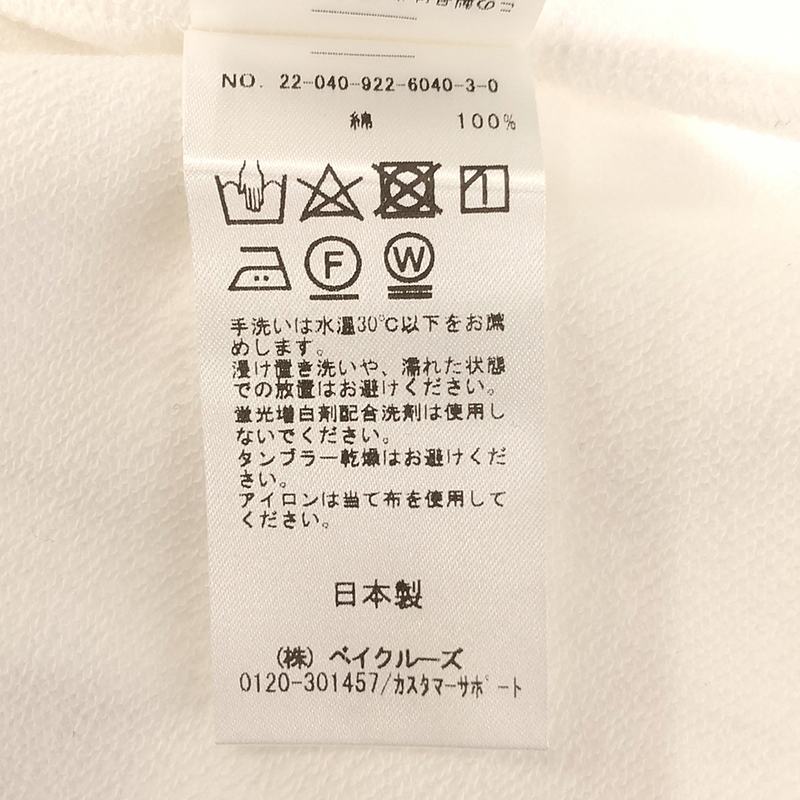 NO. 22-040-922-6040-3-0
綿 100%
F W
手洗いは水温30℃以下をお薦
めします。
浸け置き洗いや、濡れた状態
での放置はお避けください。
蛍光増白剤配合洗剤は使用し
ないでください。
タンブラー乾燥はお避けくだ
さい。
アイロンは当て布を使用して
ください。
日本製
(株) ベイクルーズ
0120-301457/カスタマーサポート